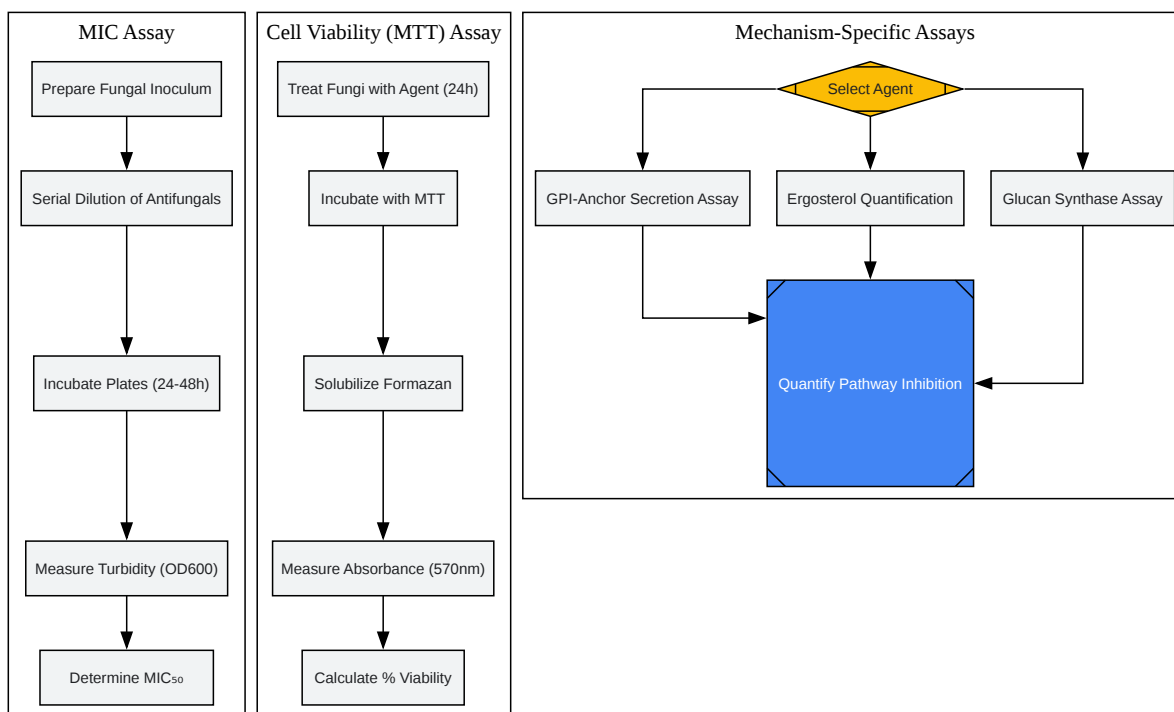 MIC Assay
Prepare Fungal Inoculum
Serial Dilution of Antifungals
Incubate Plates (24-48h)
Measure Turbidity (OD600)
Determine MIC₅₀
Cell Viability (MTT) Assay
Treat Fungi with Agent (24h)
Incubate with MTT
Solubilize Formazan
Measure Absorbance (570nm)
Calculate % Viability
Mechanism-Specific Assays
Select Agent
GPI-Anchor Secretion Assay
Ergosterol Quantification
Glucan Synthase Assay
Quantify Pathway Inhibition